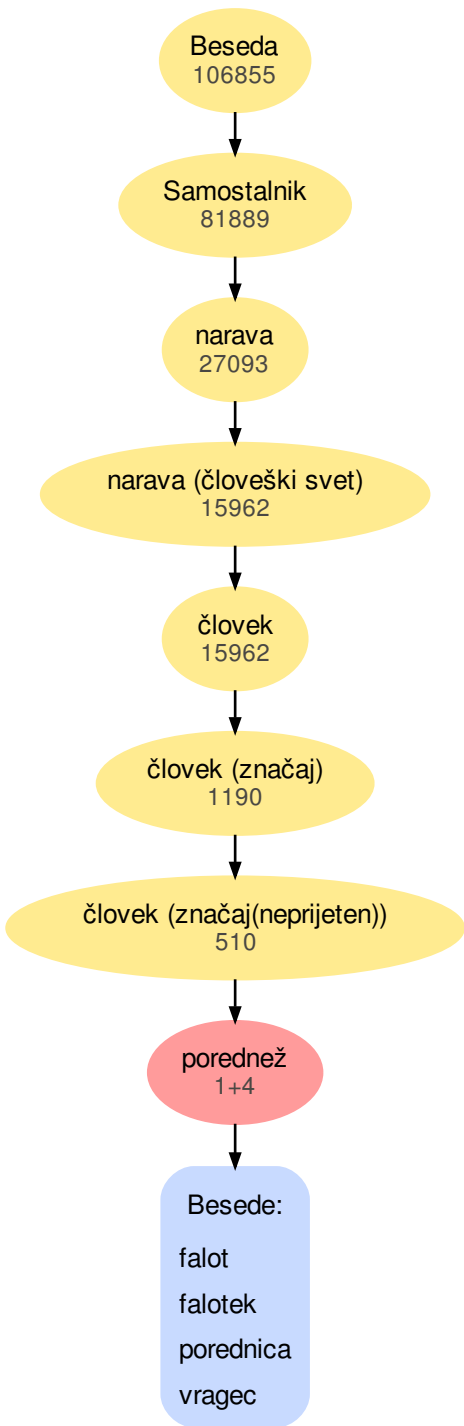 Beseda
106855
Samostalnik
81889
narava
27093
narava (človeški svet)
15962
človek
15962
človek (značaj)
1190
človek (značaj(neprijeten))
510
porednež
1+4
Besede:
falot
falotek
porednica
vragec